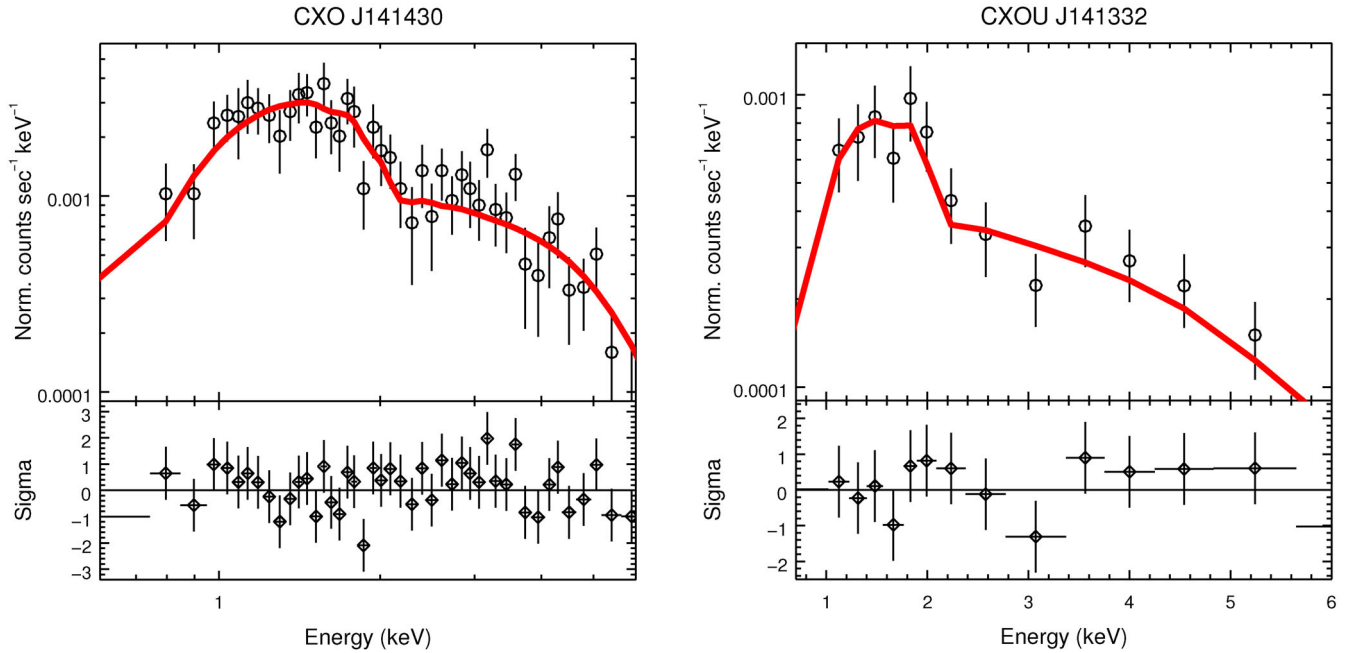 CXO J141430
Norm. counts sec⁻¹ keV⁻¹
0.001
0.0001
Sigma
3
2
1
0
−1
−2
−3
1
Energy (keV)
CXOU J141332
Norm. counts sec⁻¹ keV⁻¹
0.001
0.0001
Sigma
2
1
0
−1
−2
1 2 3 4 5 6
Energy (keV)